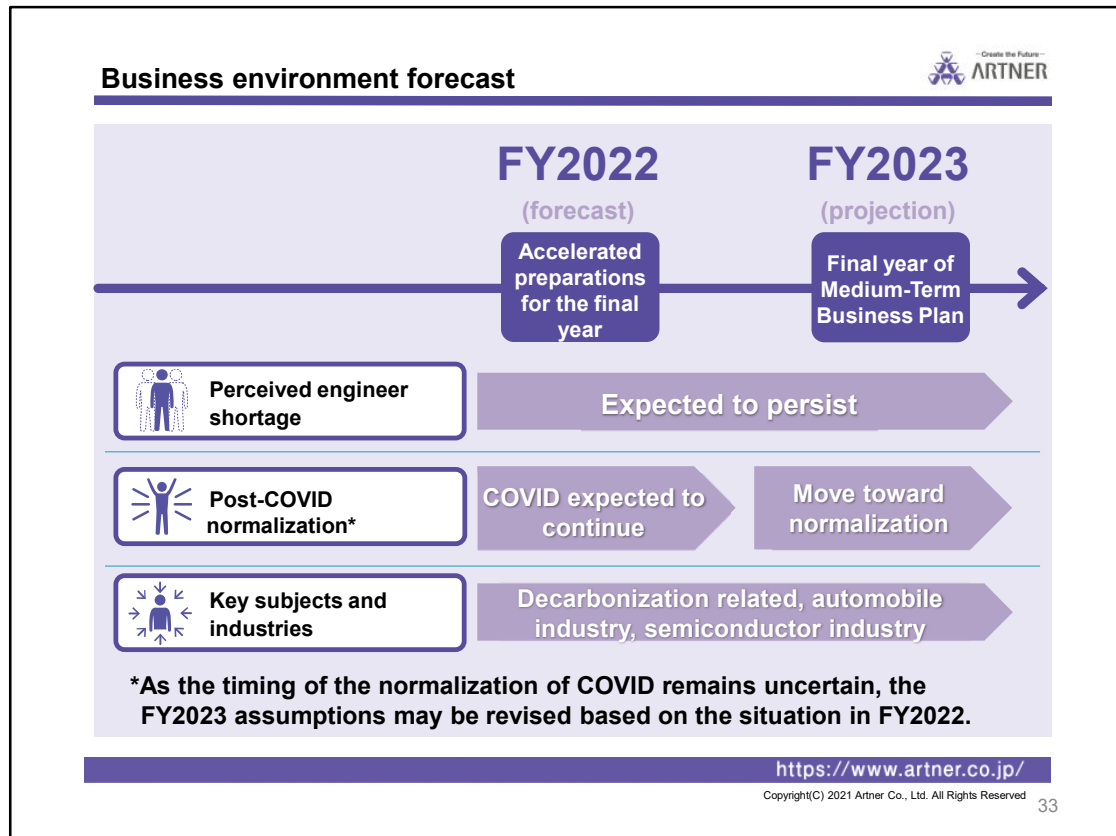 Business environment forecast
—Create the Future—
ARTNER
FY2022
(forecast)
FY2023
(projection)
Accelerated
preparations
for the final
year
Final year of
Medium-Term
Business Plan
Perceived engineer
shortage
Expected to persist
Post-COVID
normalization*
COVID expected to
continue
Move toward
normalization
Key subjects and
industries
Decarbonization related, automobile
industry, semiconductor industry
*As the timing of the normalization of COVID remains uncertain, the
FY2023 assumptions may be revised based on the situation in FY2022.
https://www.artner.co.jp/
Copyright(C) 2021 Artner Co., Ltd. All Rights Reserved
33